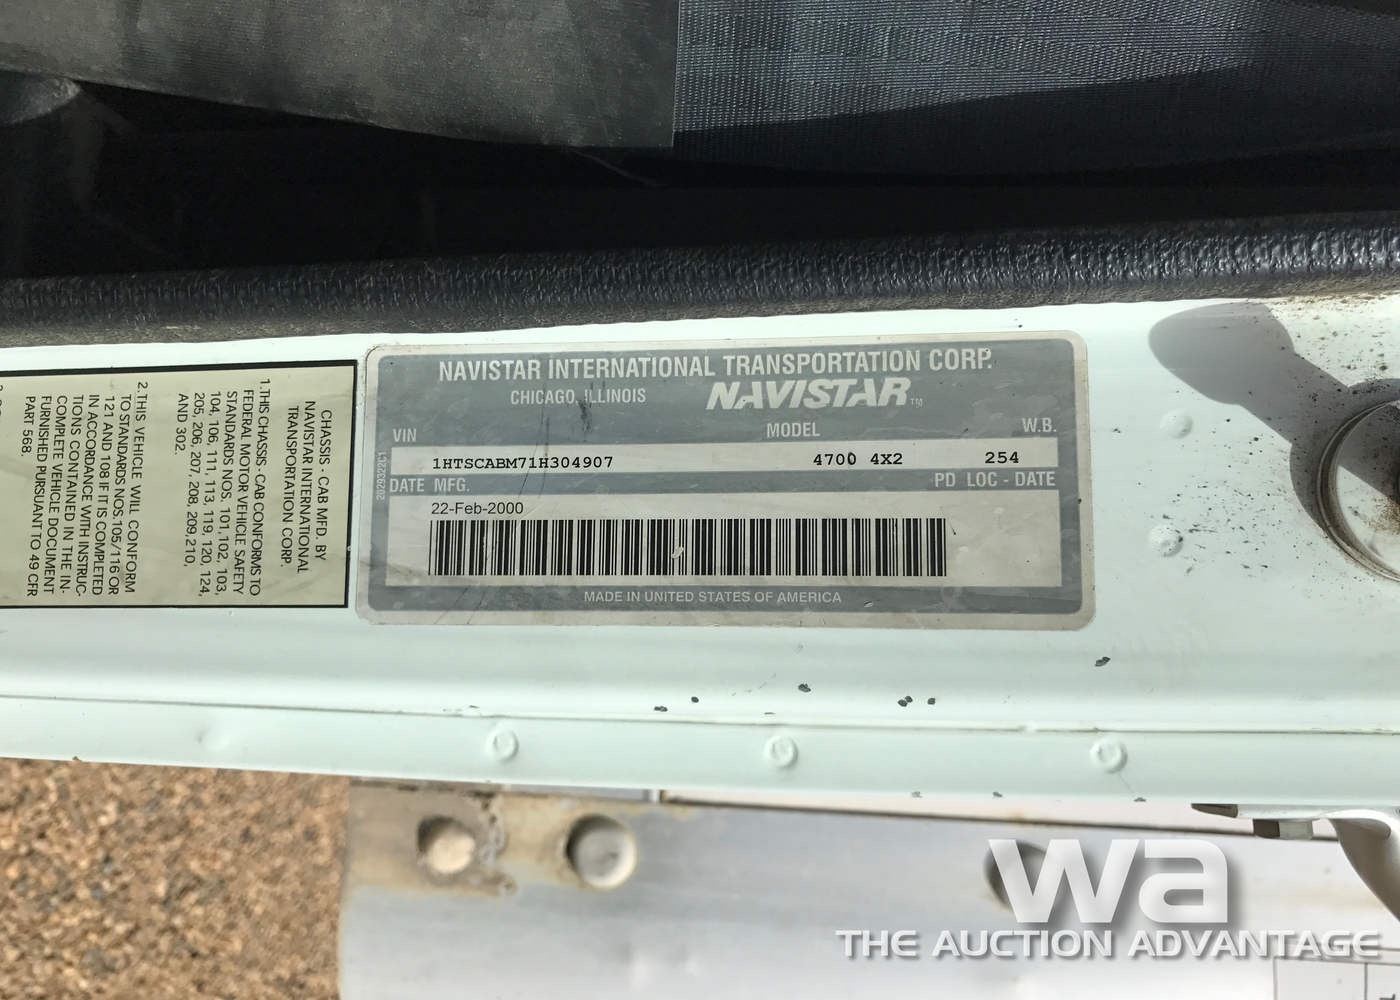 NAVISTAR INTERNATIONAL TRANSPORTATION CORP.
CHICAGO, ILLINOIS NAVISTAR™
VIN MODEL W.B.
1HTSCABM71H304907 4700 4X2 254
DATE MFG. PD LOC - DATE
22-Feb-2000
MADE IN UNITED STATES OF AMERICA
2029322C1
CHASSIS - CAB MFD. BY
NAVISTAR INTERNATIONAL
TRANSPORTATION CORP.
1.THIS CHASSIS - CAB CONFORMS TO
FEDERAL MOTOR VEHICLE SAFETY
STANDARDS NOS. 101, 102, 103,
104, 106, 111, 113, 119, 120, 124,
205, 206, 207, 208, 209,210,
AND 302.
2.THIS VEHICLE WILL CONFORM
TO STANDARDS NOS.105/116 OR
121 AND 108 IF IT IS COMPLETED
IN ACCORDANCE WITH INSTRUC-
TIONS CONTAINED IN THE IN-
COMPLETE VEHICLE DOCUMENT
FURNISHED PURSUANT TO 49 CFR
PART 568.
wa
THE AUCTION ADVANTAGE